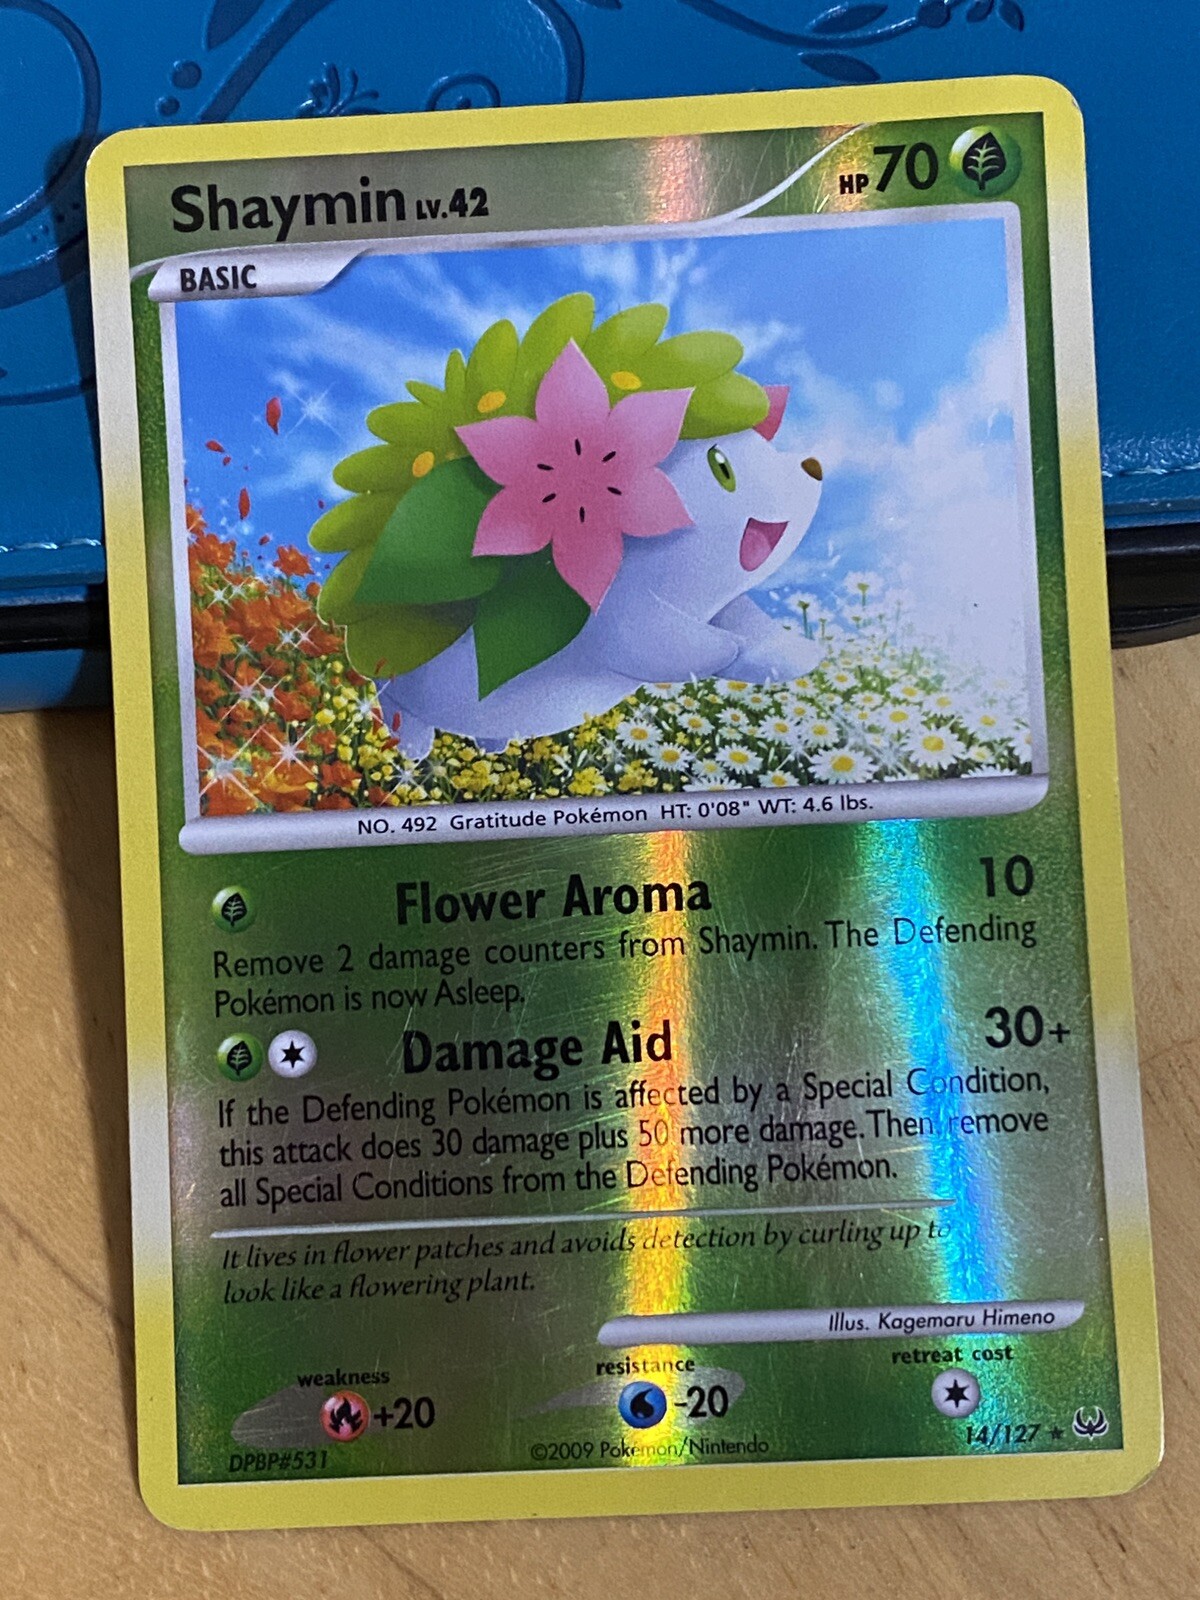 Shaymin LV.42
HP 70
BASIC
NO. 492 Gratitude Pokémon HT: 0'08" WT: 4.6 lbs.
Flower Aroma 10
Remove 2 damage counters from Shaymin. The Defending
Pokémon is now Asleep.
Damage Aid 30+
If the Defending Pokémon is affected by a Special Condition,
this attack does 30 damage plus 50 more damage. Then remove
all Special Conditions from the Defending Pokémon.
It lives in flower patches and avoids detection by curling up to
look like a flowering plant.
Illus. Kagemaru Himeno
weakness resistance retreat cost
+20 -20
DPBP#531 ©2009 Pokémon/Nintendo 14/127 ★